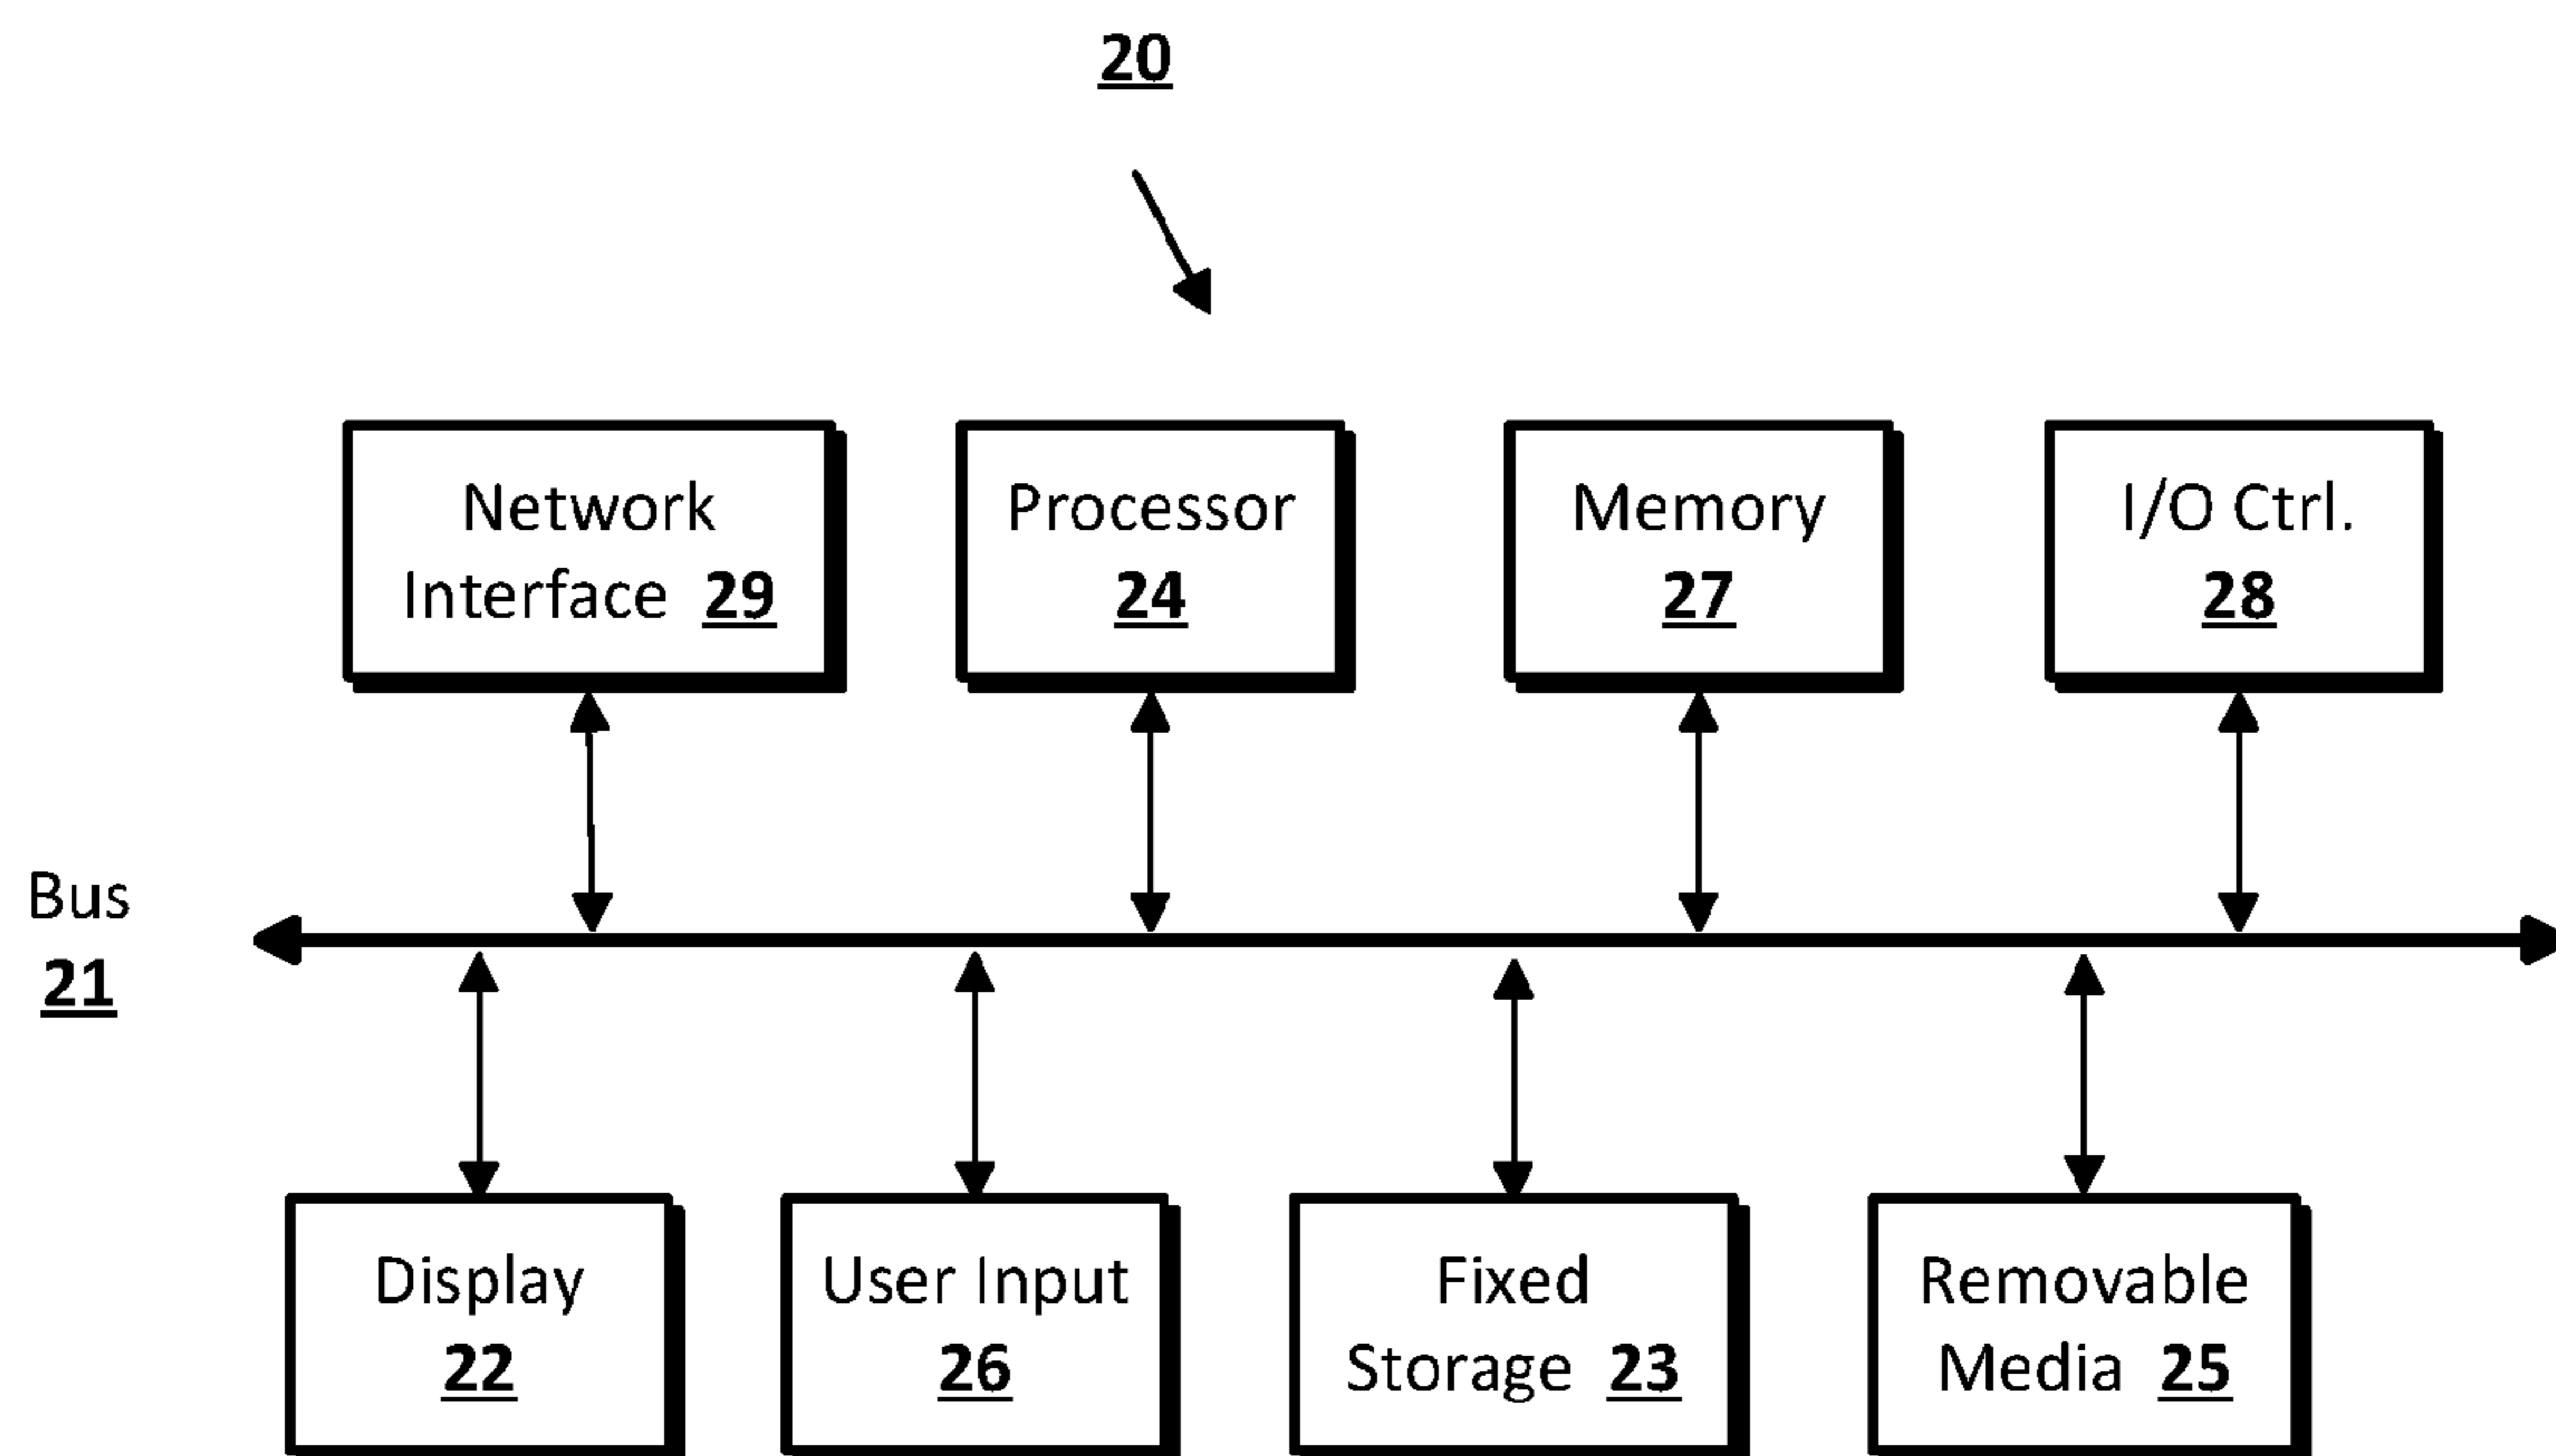 20
Network
Interface 29
Processor
24
Memory
27
I/O Ctrl.
28
Bus
21
Display
22
User Input
26
Fixed
Storage 23
Removable
Media 25